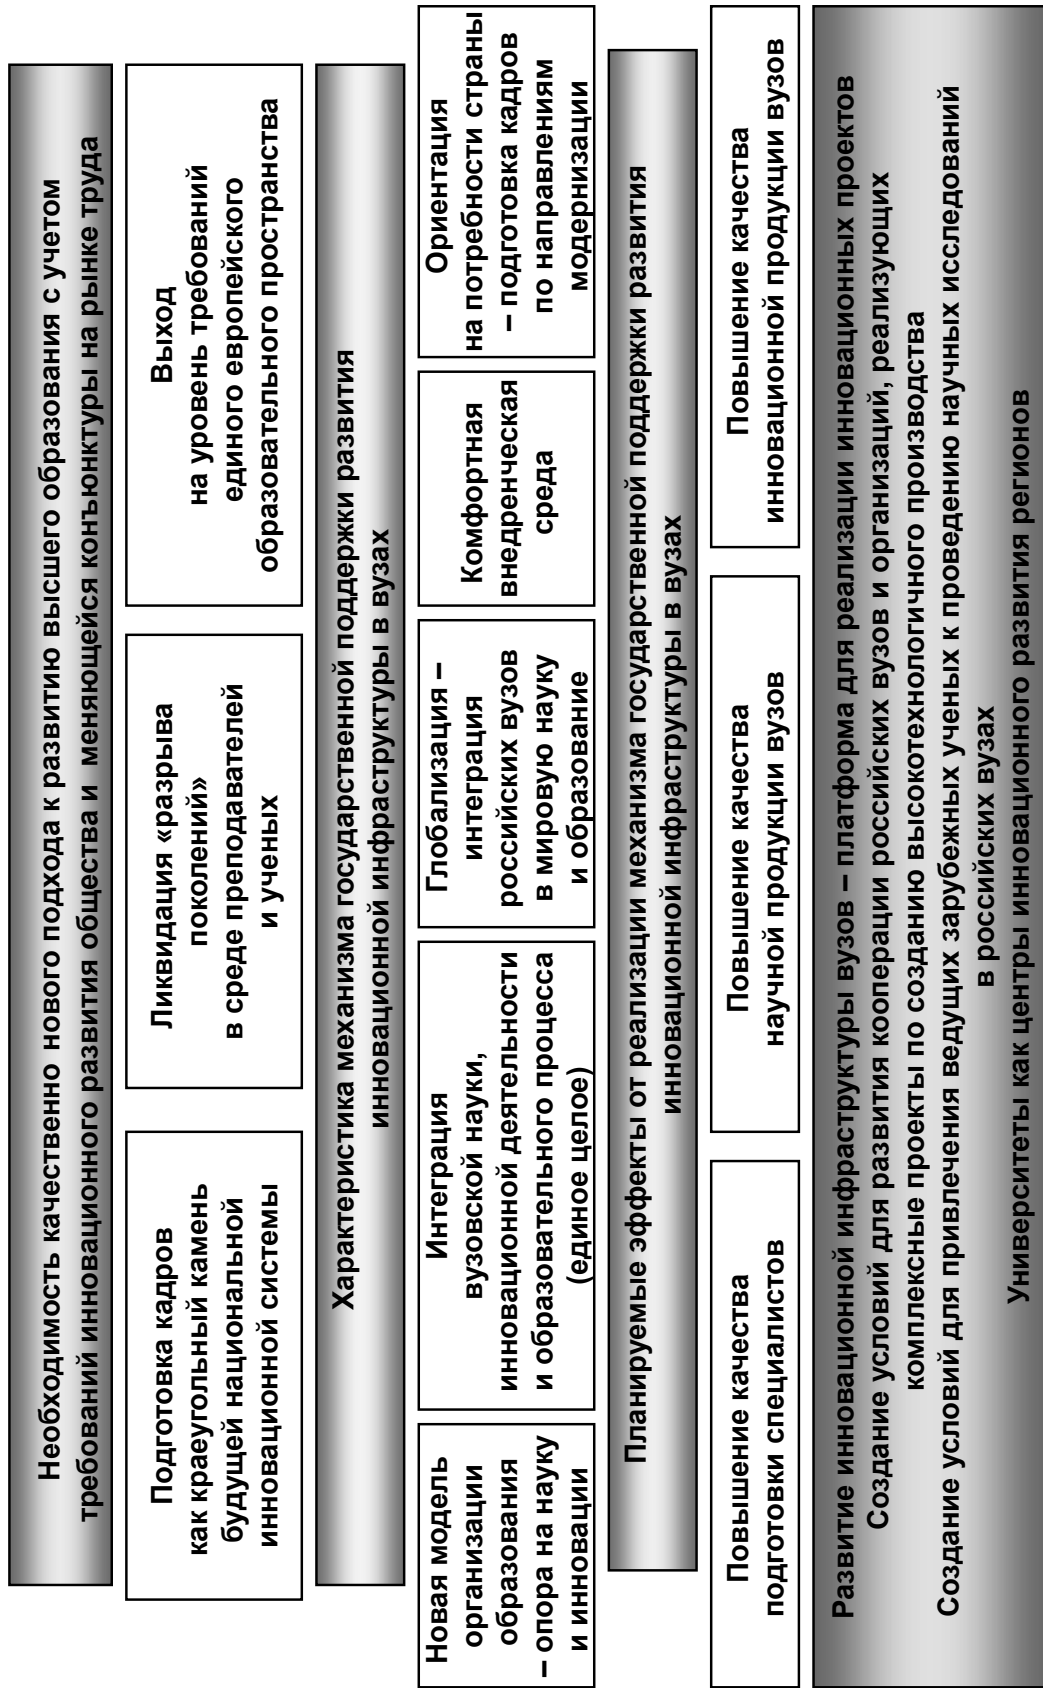 Необходимость качественно нового подхода к развитию высшего образования с учетом
требований инновационного развития общества и меняющейся конъюнктуры на рынке труда
Подготовка кадров
как краеугольный камень
будущей национальной
инновационной системы
Ликвидация «разрыва
поколений»
в среде преподавателей
и ученых
Выход
на уровень требований
единого европейского
образовательного пространства
Характеристика механизма государственной поддержки развития
инновационной инфраструктуры в вузах
Новая модель
организации
образования
– опора на науку
и инновации
Интеграция
вузовской науки,
инновационной деятельности
и образовательного процесса
(единое целое)
Глобализация –
интеграция
российских вузов
в мировую науку
и образование
Комфортная
внедренческая
среда
Ориентация
на потребности страны
– подготовка кадров
по направлениям
модернизации
Планируемые эффекты от реализации механизма государственной поддержки развития
инновационной инфраструктуры в вузах
Повышение качества
подготовки специалистов
Повышение качества
научной продукции вузов
Повышение качества
инновационной продукции вузов
Развитие инновационной инфраструктуры вузов – платформа для реализации инновационных проектов
Создание условий для развития кооперации российских вузов и организаций, реализующих
комплексные проекты по созданию высокотехнологичного производства
Создание условий для привлечения ведущих зарубежных ученых к проведению научных исследований
в российских вузах
Университеты как центры инновационного развития регионов